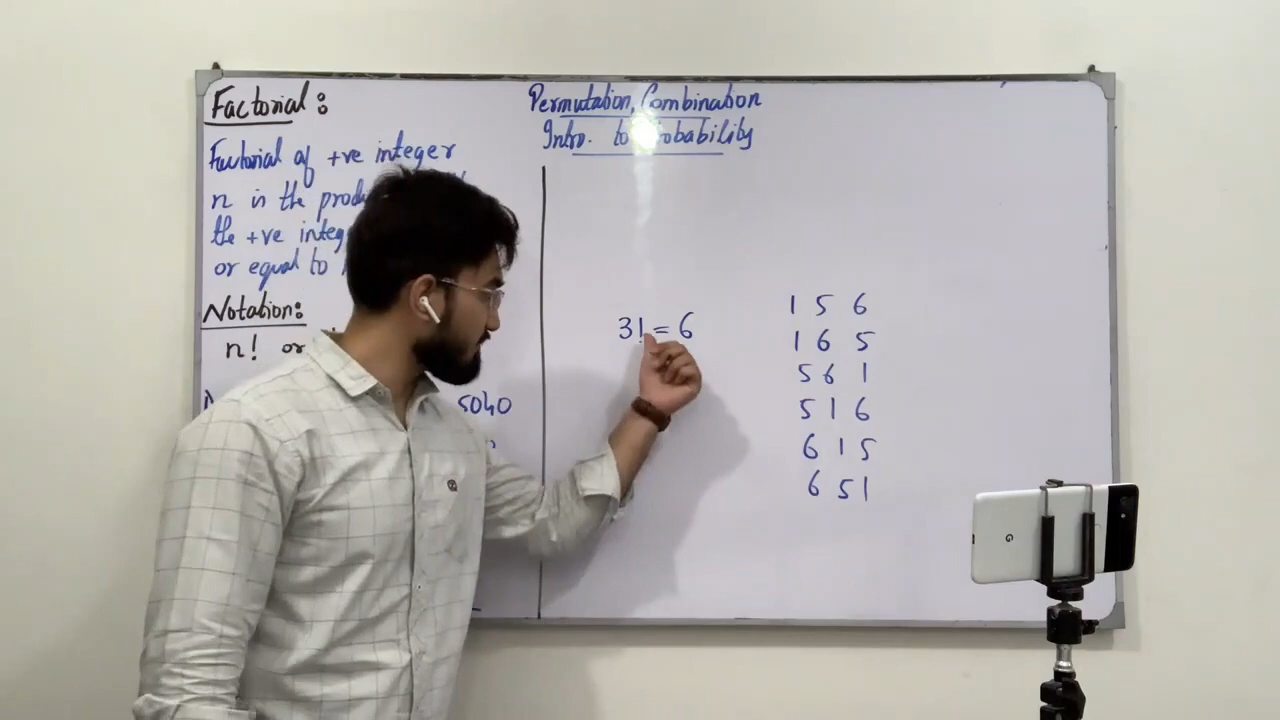 Factorial:
Permutation, Combination
Intro. to Probability
Factorial of +ve integer
n is the
the +ve
or equal to
Notation:
n! or
5040
3! = 6
1 5 6
1 6 5
5 6 1
5 1 6
6 1 5
6 5 1
G